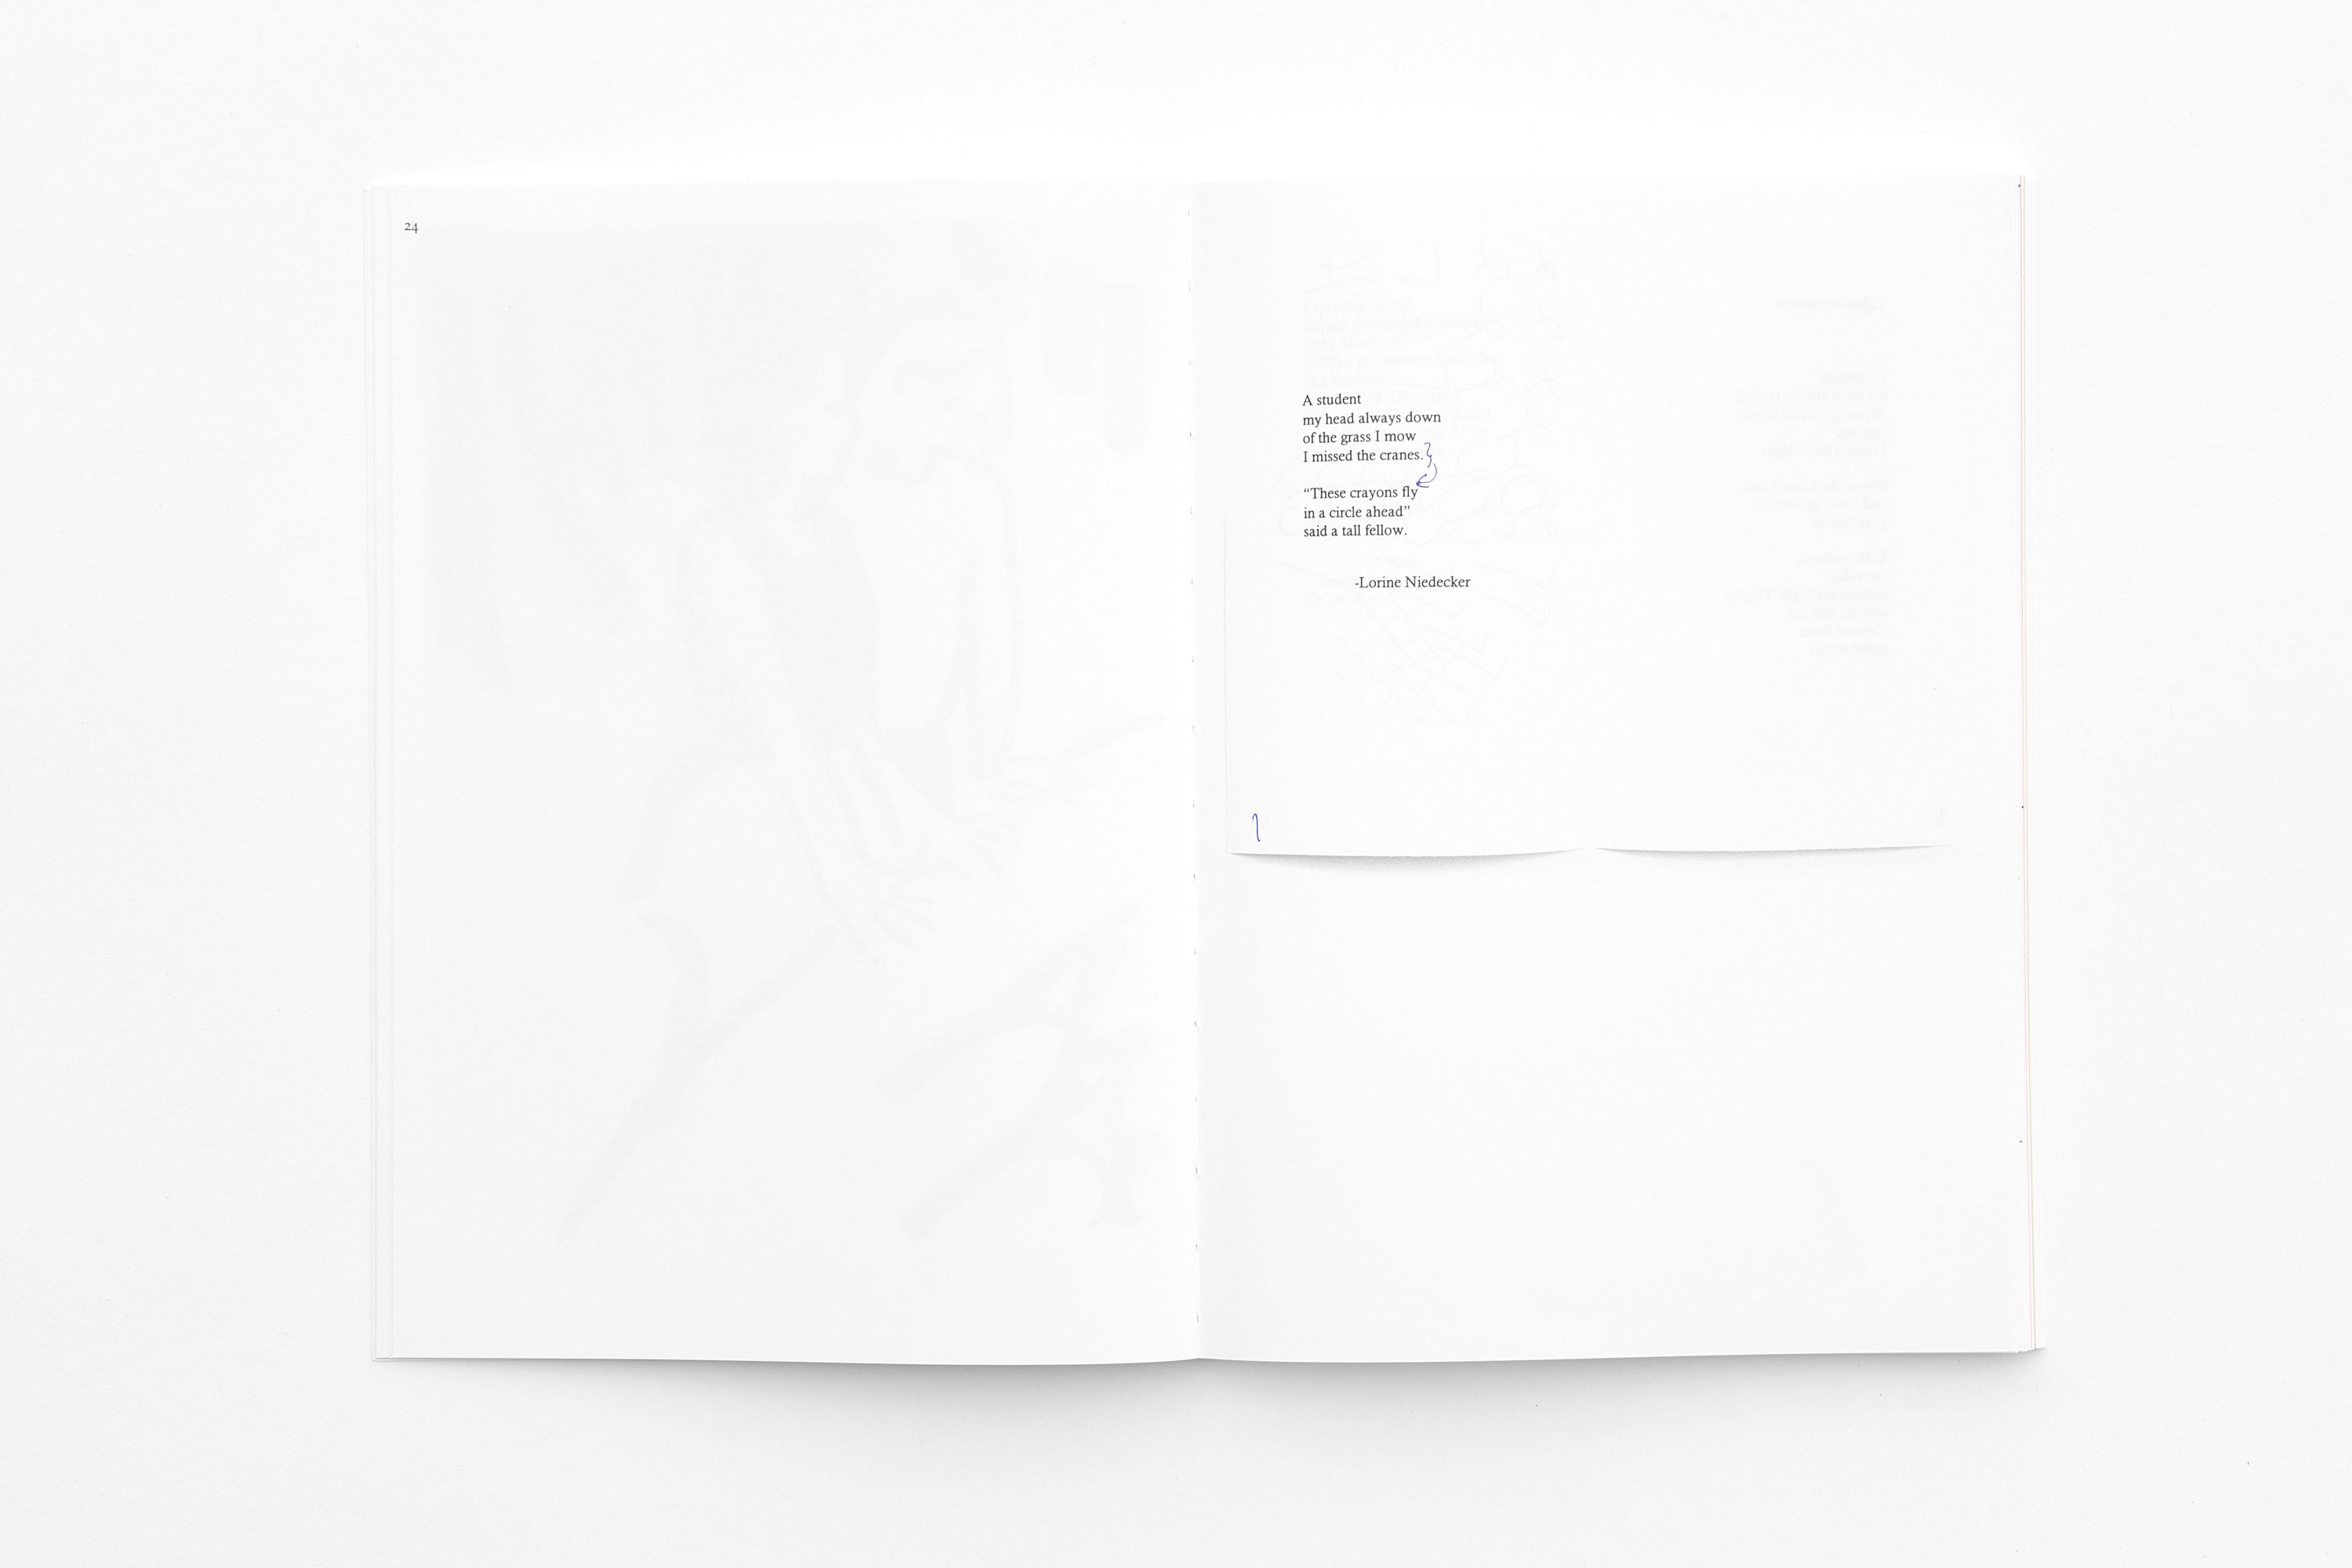 24
A student
my head always down
of the grass I mow
I missed the cranes.
“These crayons fly
in a circle ahead”
said a tall fellow.
-Lorine Niedecker
1